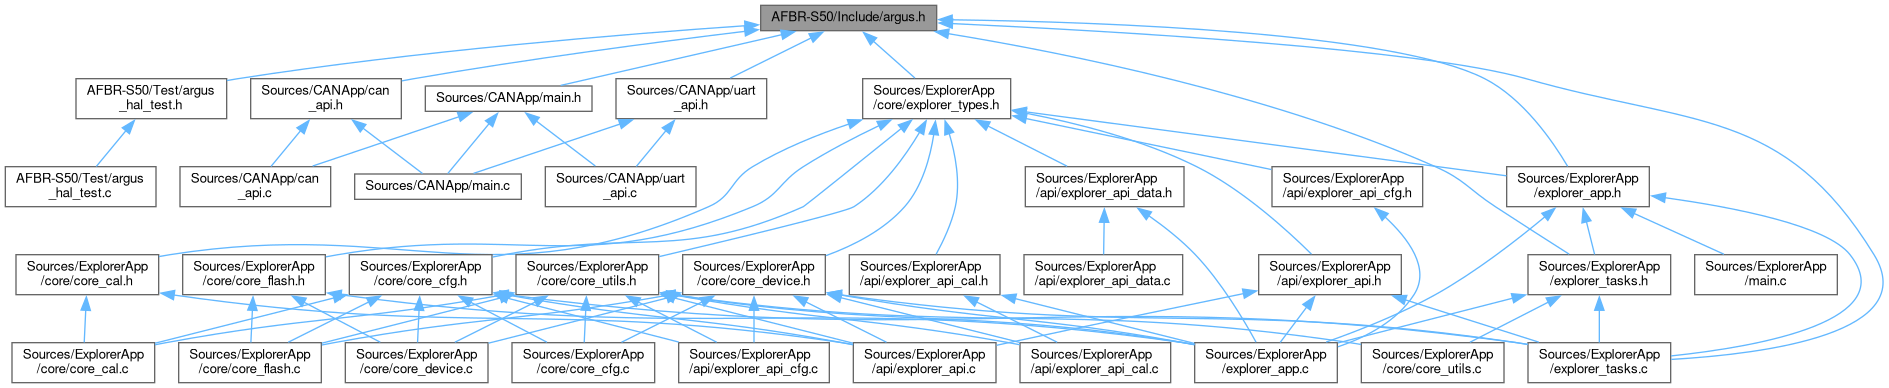 AFBR-S50/Include/argus.h
AFBR-S50/Test/argus
_hal_test.h
Sources/CANApp/can
_api.h
Sources/CANApp/main.h
Sources/CANApp/uart
_api.h
Sources/ExplorerApp
/core/explorer_types.h
AFBR-S50/Test/argus
_hal_test.c
Sources/CANApp/can
_api.c
Sources/CANApp/main.c
Sources/CANApp/uart
_api.c
Sources/ExplorerApp
/api/explorer_api_data.h
Sources/ExplorerApp
/api/explorer_api_cfg.h
Sources/ExplorerApp
/explorer_app.h
Sources/ExplorerApp
/core/core_cal.h
Sources/ExplorerApp
/core/core_flash.h
Sources/ExplorerApp
/core/core_cfg.h
Sources/ExplorerApp
/core/core_utils.h
Sources/ExplorerApp
/core/core_device.h
Sources/ExplorerApp
/api/explorer_api_cal.h
Sources/ExplorerApp
/api/explorer_api_data.c
Sources/ExplorerApp
/api/explorer_api.h
Sources/ExplorerApp
/explorer_tasks.h
Sources/ExplorerApp
/main.c
Sources/ExplorerApp
/core/core_cal.c
Sources/ExplorerApp
/core/core_flash.c
Sources/ExplorerApp
/core/core_device.c
Sources/ExplorerApp
/core/core_cfg.c
Sources/ExplorerApp
/api/explorer_api_cfg.c
Sources/ExplorerApp
/api/explorer_api.c
Sources/ExplorerApp
/api/explorer_api_cal.c
Sources/ExplorerApp
/explorer_app.c
Sources/ExplorerApp
/core/core_utils.c
Sources/ExplorerApp
/explorer_tasks.c